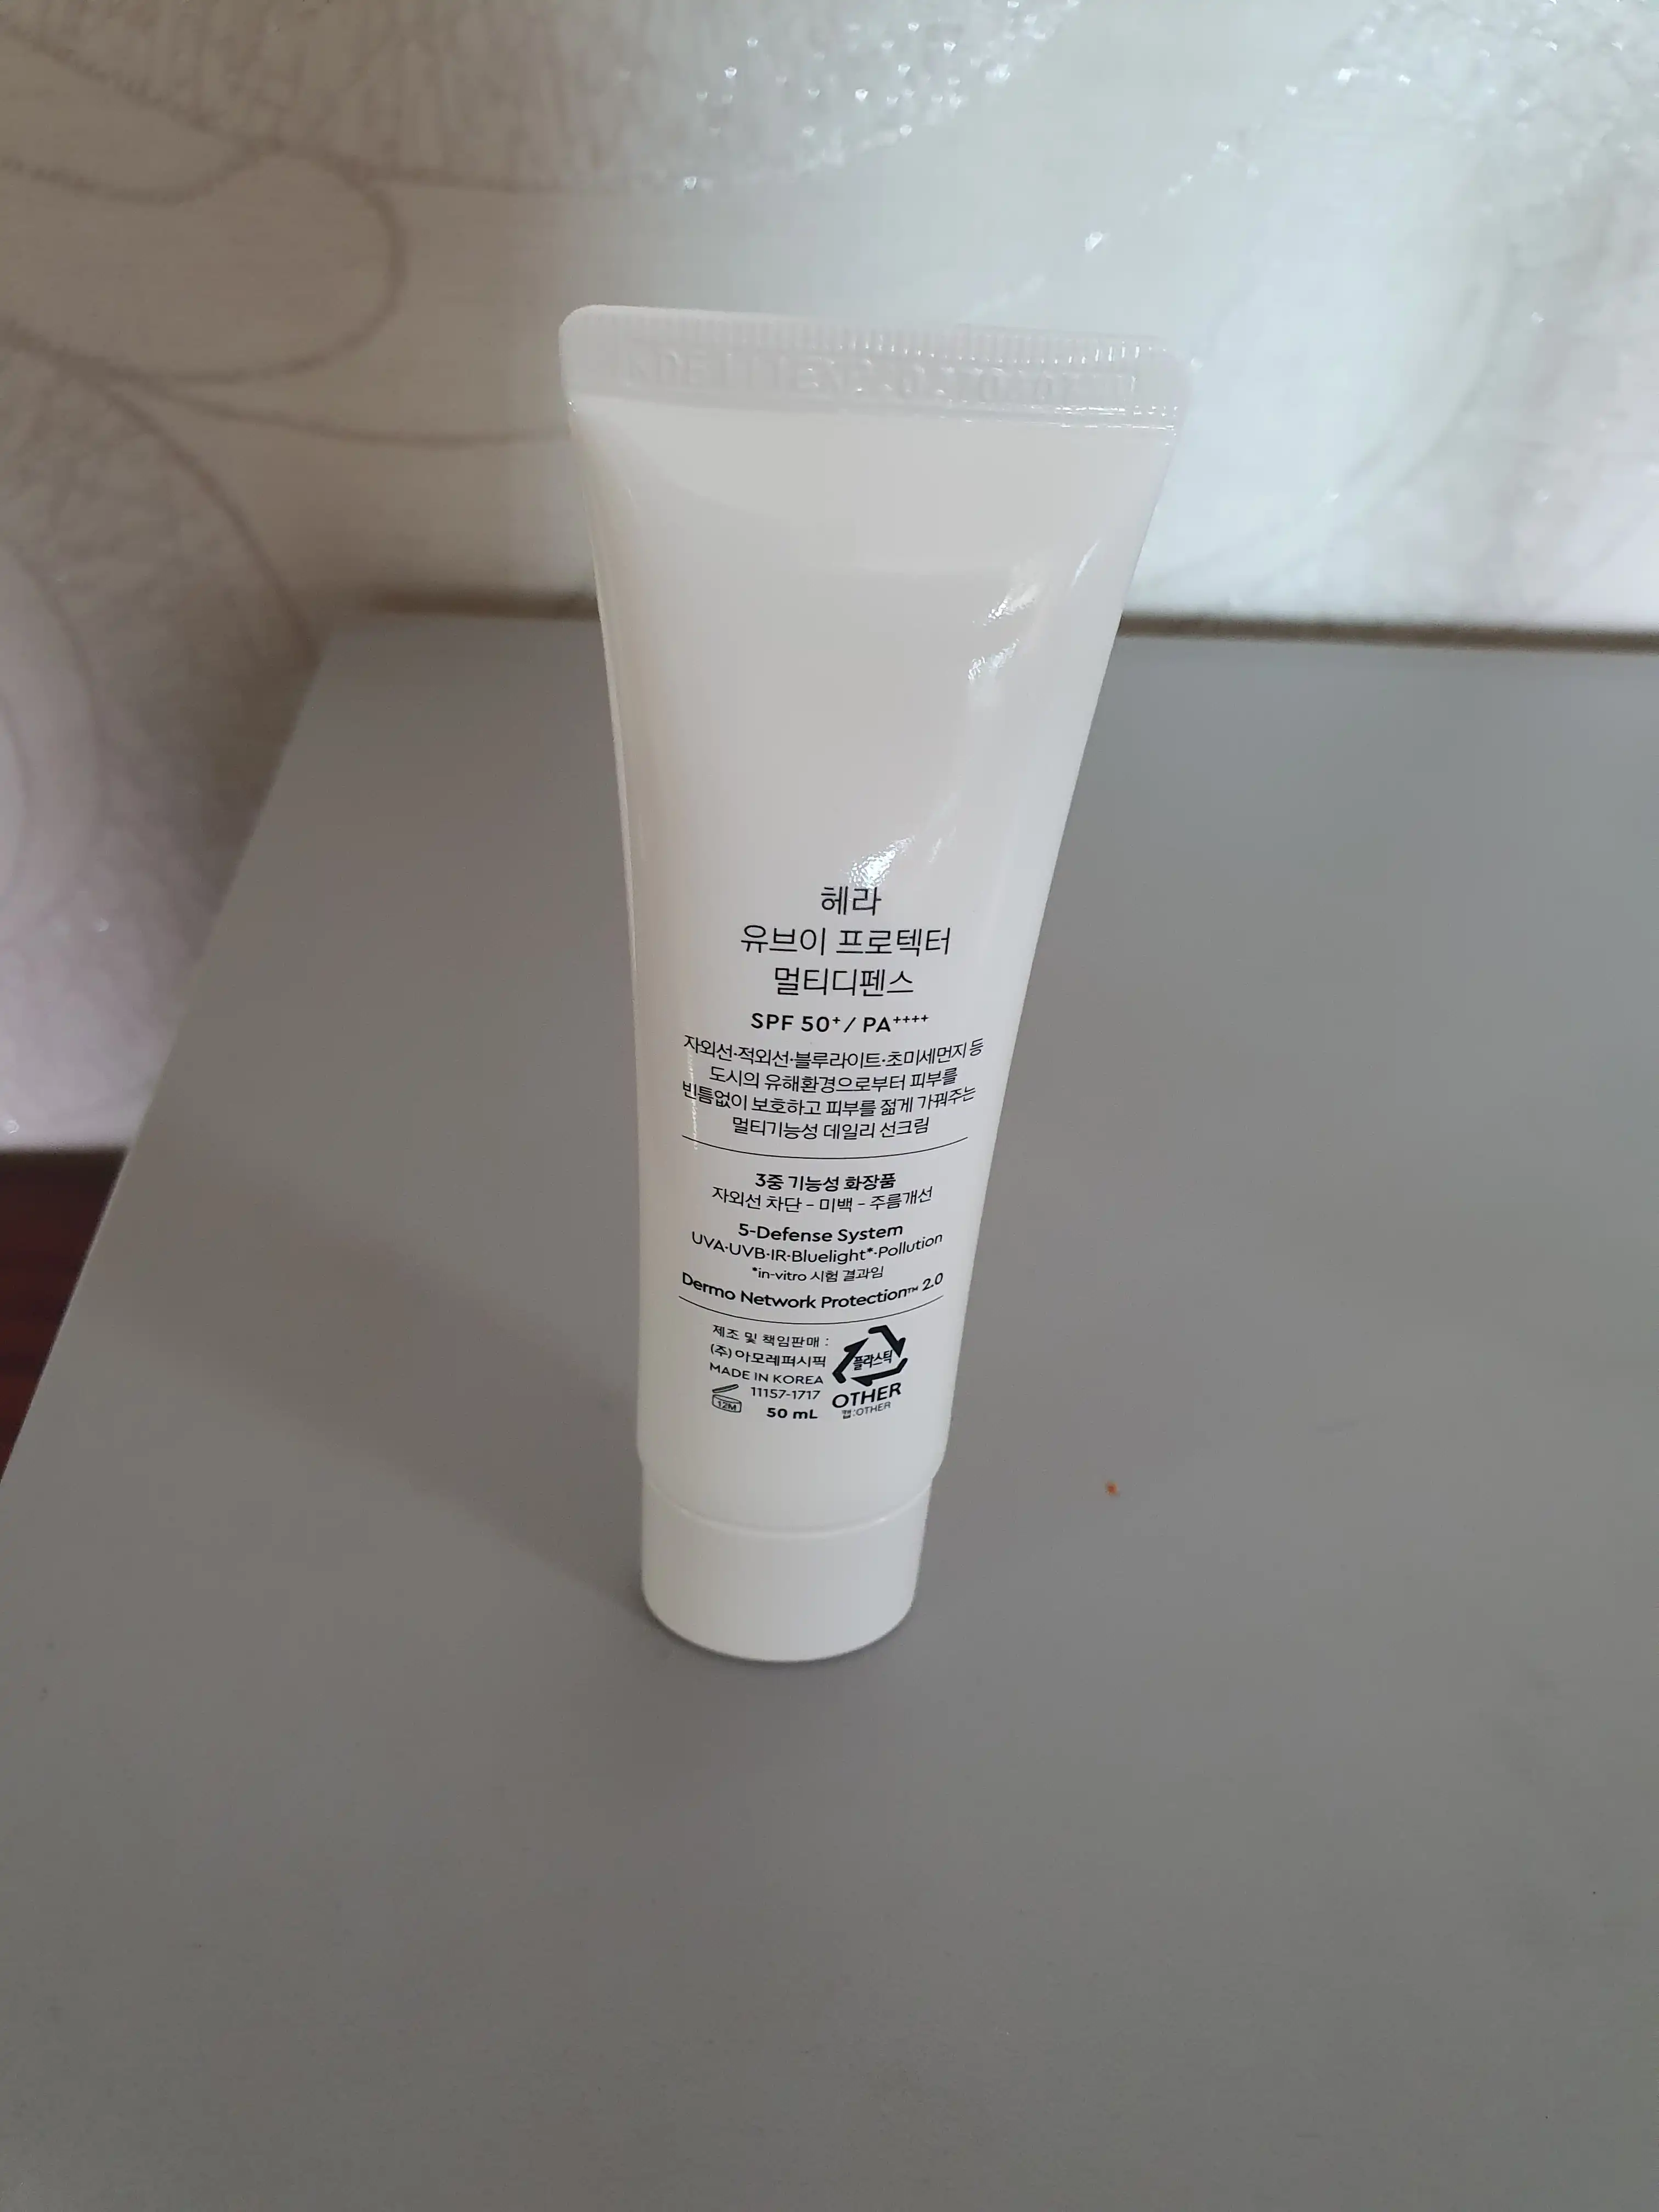 헤라
유브이 프로텍터
멀티디펜스
SPF 50+ / PA++++
자외선·적외선·블루라이트·초미세먼지 등
도시의 유해환경으로부터 피부를
빈틈없이 보호하고 피부를 젊게 가꿔주는
멀티기능성 데일리 선크림
3중 기능성 화장품
자외선 차단 - 미백 - 주름개선
5-Defense System
UVA·UVB·IR·Bluelight*·Pollution
*in-vitro 시험 결과임
Dermo Network Protection™ 2.0
제조 및 책임판매 :
(주)아모레퍼시픽
MADE IN KOREA
11157-1717
12M
50 mL
플라스틱
OTHER
캡:OTHER